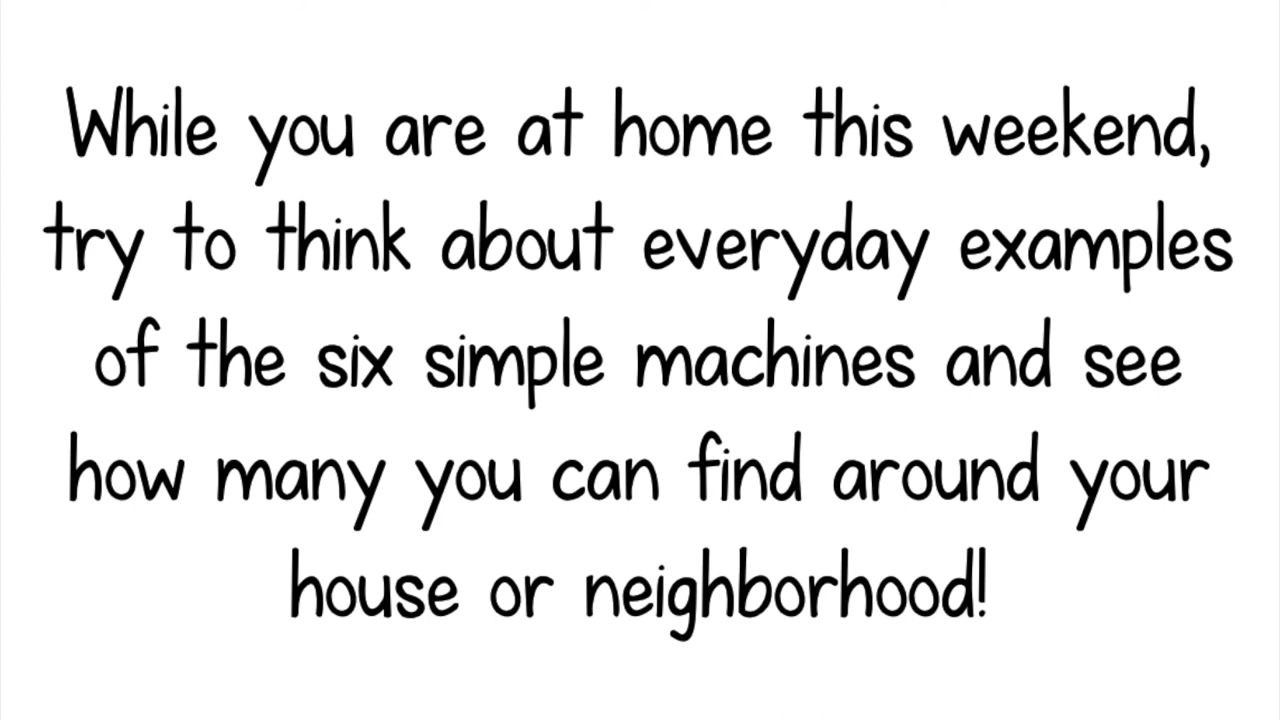 While you are at home this weekend,
try to think about everyday examples
of the six simple machines and see
how many you can find around your
house or neighborhood!